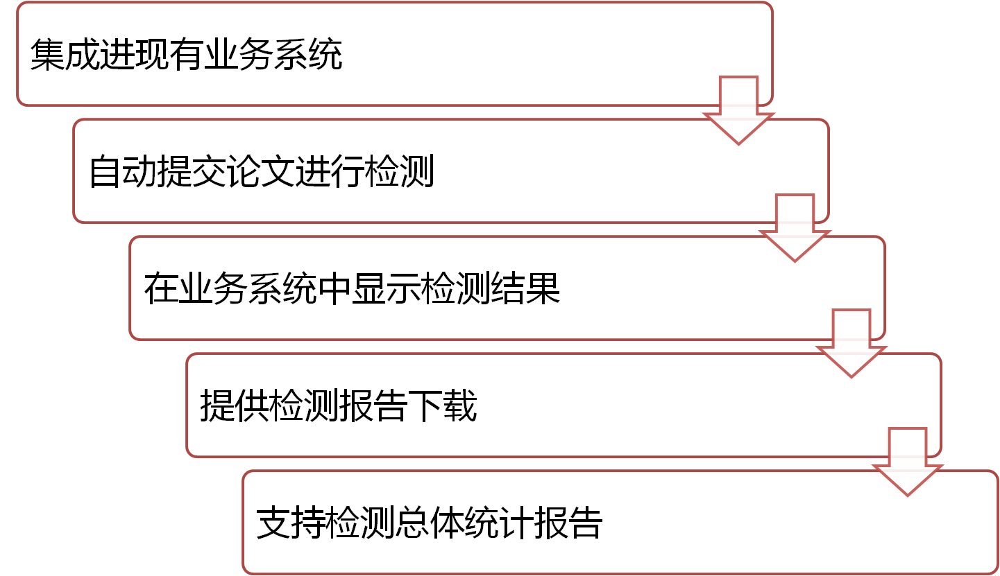 集成进现有业务系统
自动提交论文进行检测
在业务系统中显示检测结果
提供检测报告下载
支持检测总体统计报告